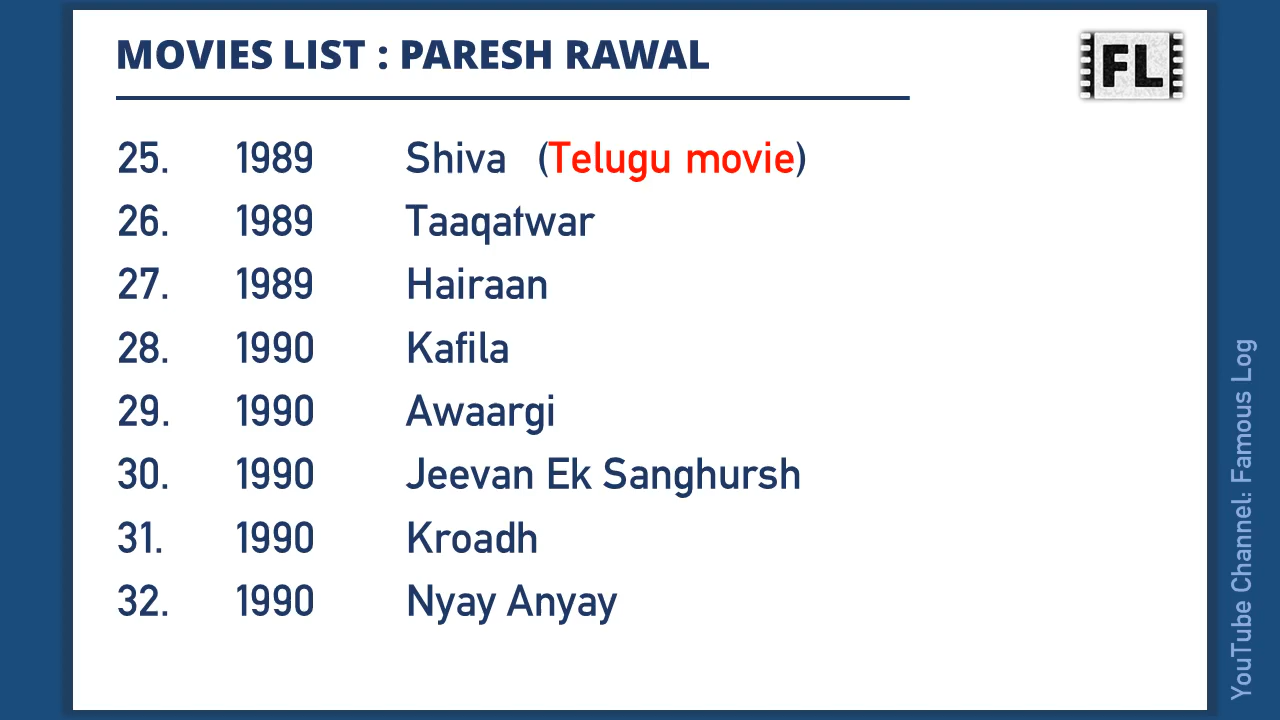 MOVIES LIST : PARESH RAWAL
FL
25. 1989 Shiva (Telugu movie)
26. 1989 Taaqatwar
27. 1989 Hairaan
28. 1990 Kafila
29. 1990 Awaargi
30. 1990 Jeevan Ek Sanghursh
31. 1990 Kroadh
32. 1990 Nyay Anyay
YouTube Channel: Famous Log